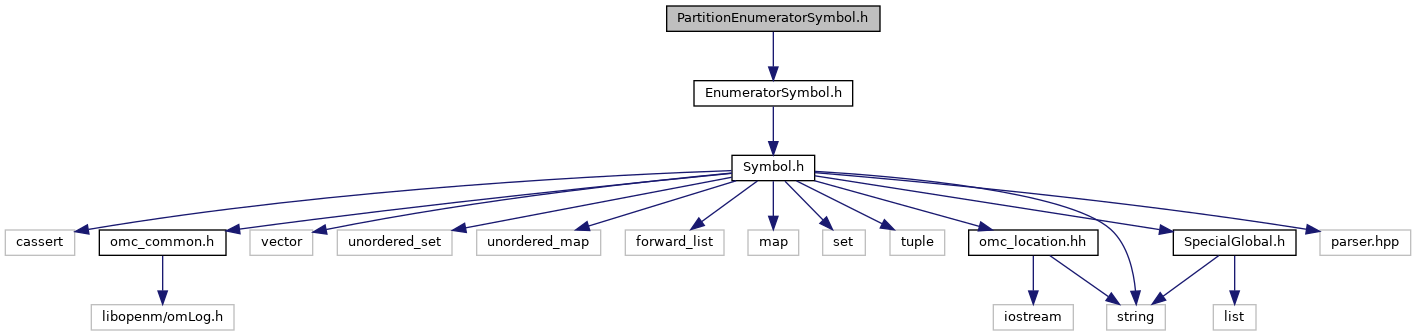 PartitionEnumeratorSymbol.h
EnumeratorSymbol.h
Symbol.h
cassert
omc_common.h
vector
unordered_set
unordered_map
forward_list
map
set
tuple
omc_location.hh
SpecialGlobal.h
parser.hpp
libopenm/omLog.h
iostream
string
list